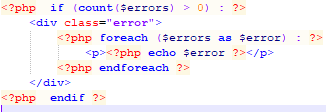 <?php  if (count($errors) > 0) : ?>
    <div class="error">
        <?php foreach ($errors as $error) : ?>
            <p><?php echo $error ?></p>
        <?php endforeach ?>
    </div>
<?php  endif ?>